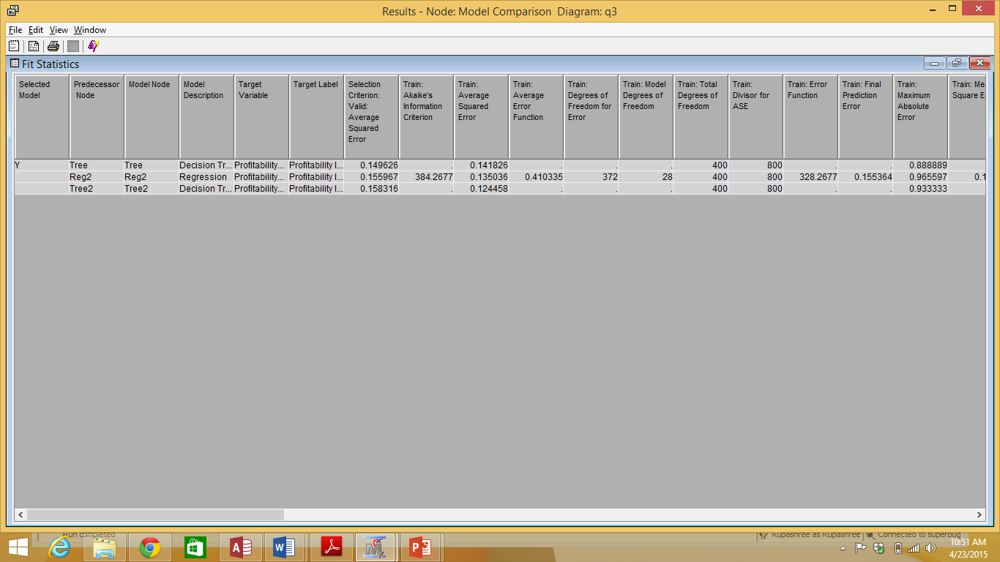 Results - Node: Model Comparison Diagram: q3
File Edit View Window
Fit Statistics
Selected Model
Predecessor Node
Model Node
Model Description
Target Variable
Target Label
Selection Criterion: Valid: Average Squared Error
Train: Akaike's Information Criterion
Train: Average Squared Error
Train: Average Error Function
Train: Degrees of Freedom for Error
Train: Model Degrees of Freedom
Train: Total Degrees of Freedom
Train: Divisor for ASE
Train: Error Function
Train: Final Prediction Error
Train: Maximum Absolute Error
Train: Me Square E
Y Tree Tree Decision Tr... Profitability... Profitability I... 0.149626 . 0.141826 . . . 400 800 . . 0.888889
Reg2 Reg2 Regression Profitability... Profitability I... 0.155967 384.2677 0.135036 0.410335 372 28 400 800 328.2677 0.155364 0.965597 0.1
Tree2 Tree2 Decision Tr... Profitability... Profitability I... 0.158316 . 0.124458 . . . 400 800 . . 0.933333
Run completed
Rupashree as Rupashree
Connected to superbug
10:51 AM
4/23/2015